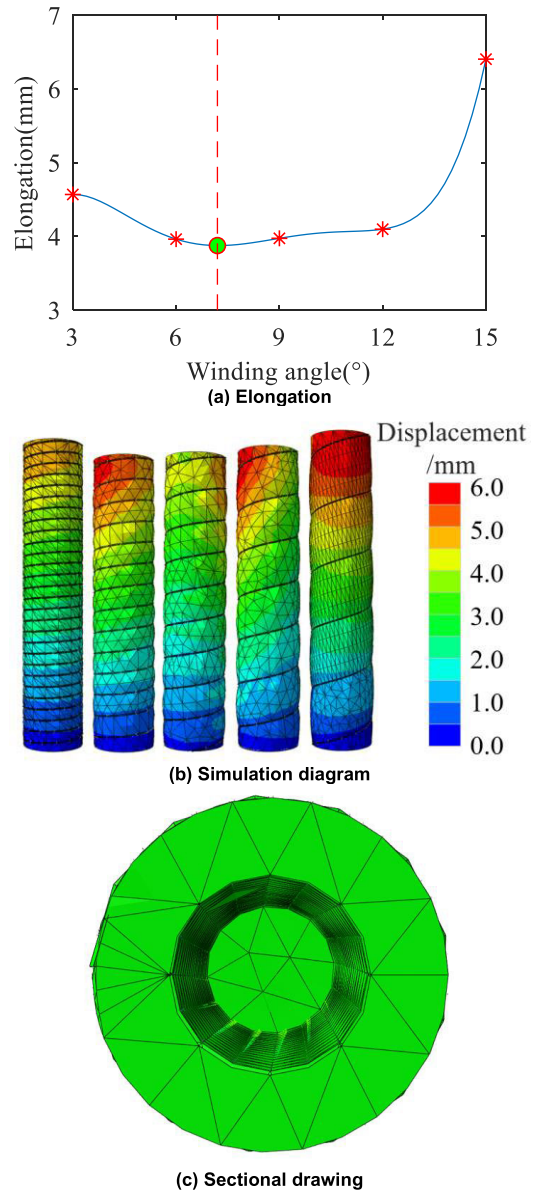 7
6
5
4
3
Elongation(mm)
3 6 9 12 15
Winding angle(°)
(a) Elongation
Displacement
/mm
6.0
5.0
4.0
3.0
2.0
1.0
0.0
(b) Simulation diagram
(c) Sectional drawing